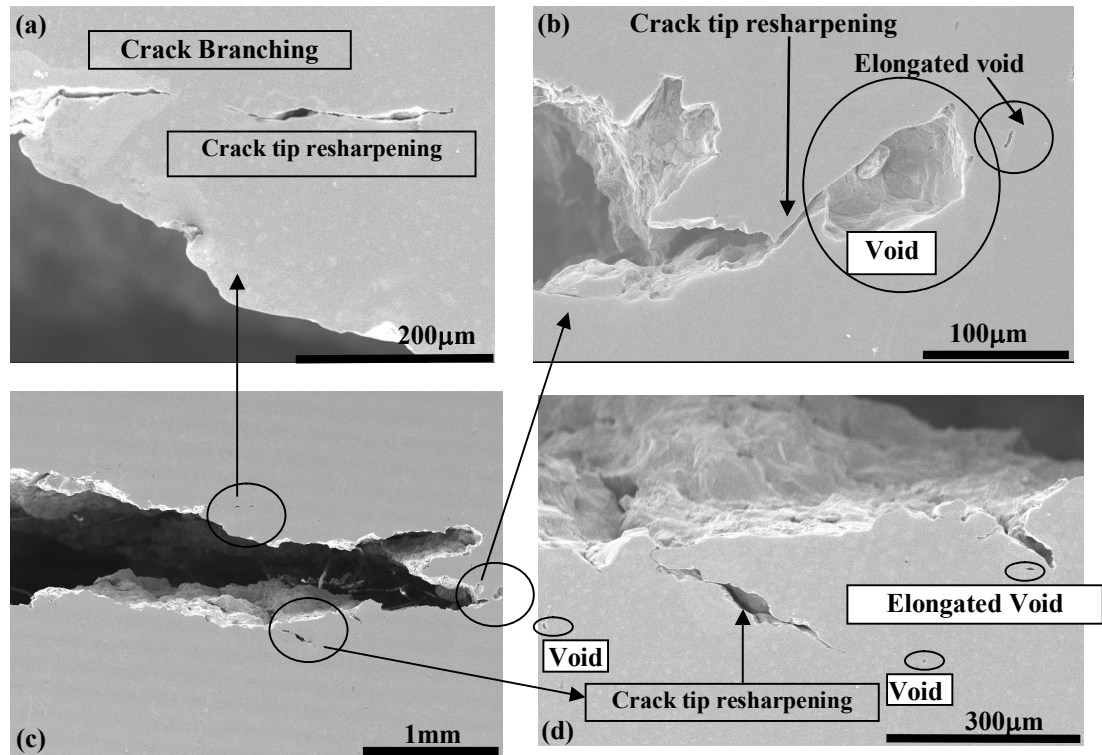 (a)
Crack Branching
Crack tip resharpening
200μm
(b)
Crack tip resharpening
Elongated void
Void
100μm
(c)
1mm
Elongated Void
Void
Void
Crack tip resharpening
(d)
300μm